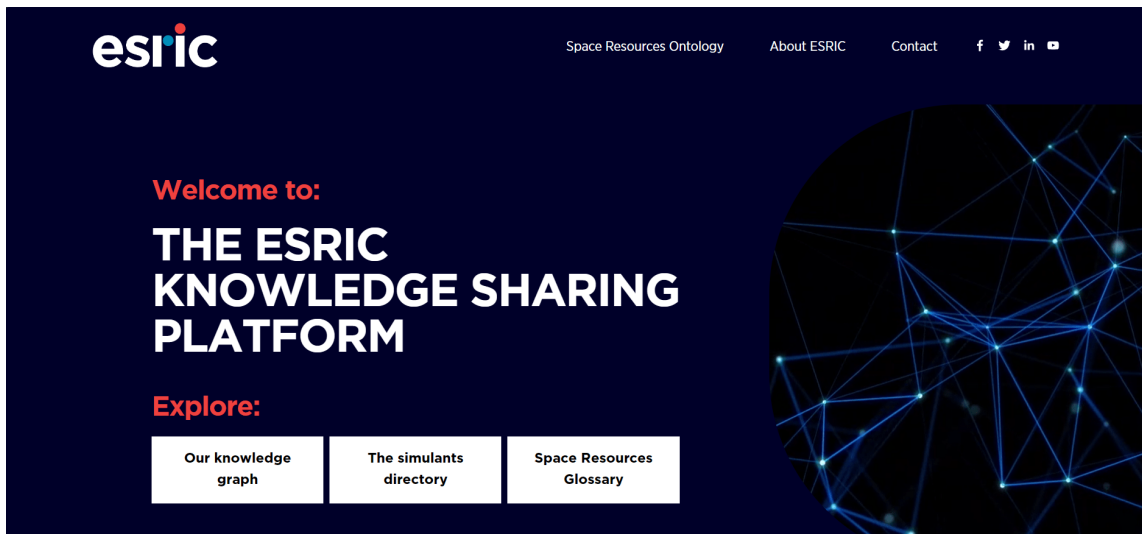 esric
Space Resources Ontology
About ESRIC
Contact
Welcome to:
THE ESRIC
KNOWLEDGE SHARING
PLATFORM
Explore:
Our knowledge
graph
The simulants
directory
Space Resources
Glossary